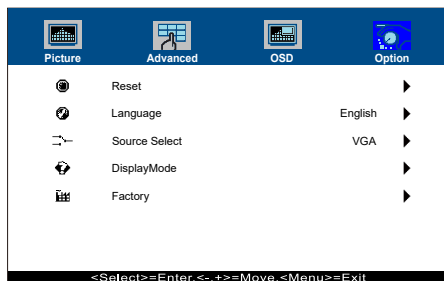 Picture Advanced OSD Option
Reset
Language English
Source Select VGA
DisplayMode
Factory
<Select>=Enter,<-,+>=Move,<Menu>=Exit